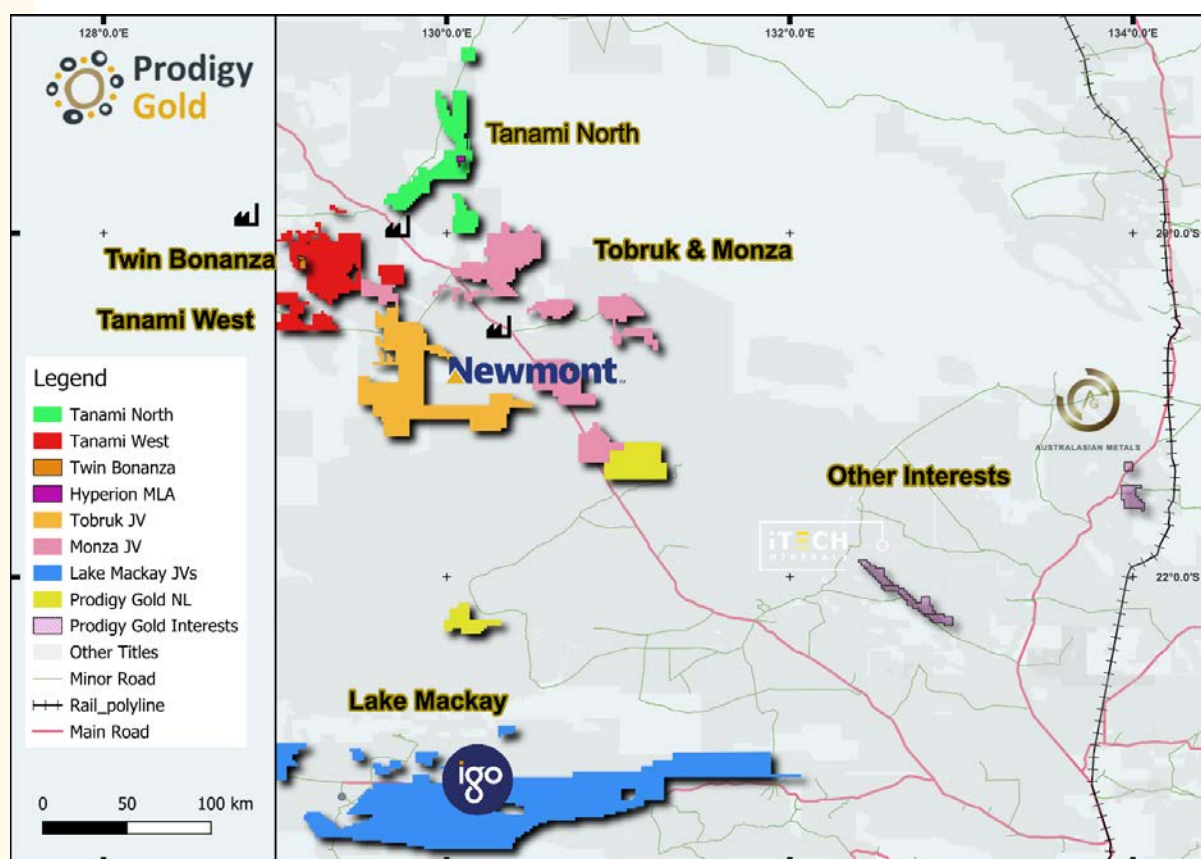 128°0.0'E
130°0.0'E
132°0.0'E
134°0.0'E
Prodigy
Gold
Tanami North
20°0.0'S
Twin Bonanza
Tobruk & Monza
Tanami West
Newmont
Legend
Tanami North
Tanami West
Twin Bonanza
Hyperion MLA
Tobruk JV
Monza JV
Lake Mackay JVs
Prodigy Gold NL
Prodigy Gold Interests
Other Titles
Minor Road
Rail_polyline
Main Road
AUSTRALASIAN METALS
Other Interests
iTECH
MINERALS
22°0.0'S
Lake Mackay
igo
0 50 100 km